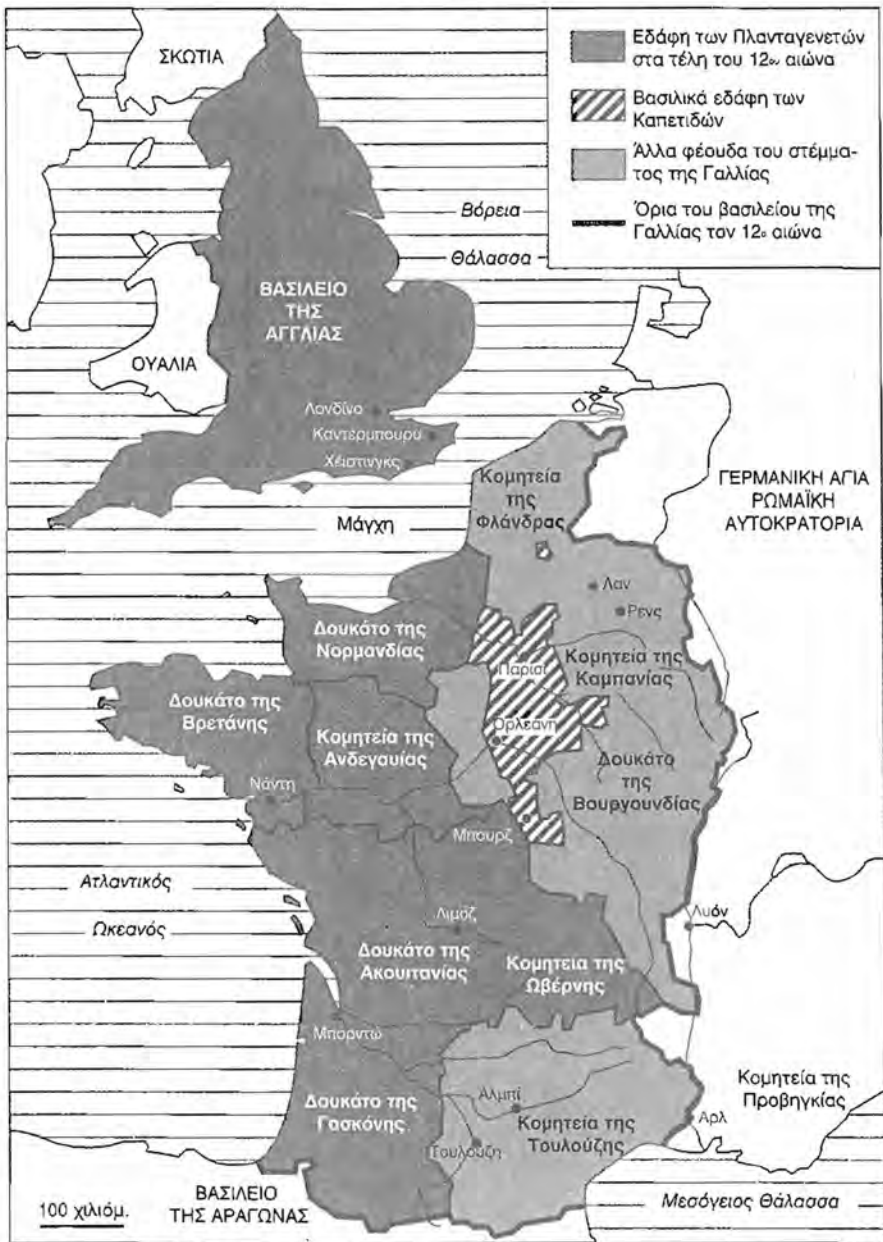 ΣΚΩΤΙΑ
Εδάφη των Πλανταγενετών
στα τέλη του 12ου αιώνα
Βασιλικά εδάφη των
Καπετιδών
Άλλα φέουδα του στέμμα-
τος της Γαλλίας
Όρια του βασιλείου της
Γαλλίας τον 12ο αιώνα
Βόρεια
Θάλασσα
ΒΑΣΙΛΕΙΟ
ΤΗΣ
ΑΓΓΛΙΑΣ
ΟΥΑΛΙΑ
Λονδίνο
Καντέρμπουρυ
Χέιστινγκς
Κομητεία
της
Φλάνδρας
ΓΕΡΜΑΝΙΚΗ ΑΓΙΑ
ΡΩΜΑΪΚΗ
ΑΥΤΟΚΡΑΤΟΡΙΑ
Μάγχη
Λαν
Ρενς
Δουκάτο της
Νορμανδίας
Παρίσι
Κομητεία της
Καμπανίας
Δουκάτο της
Βρετάνης
Κομητεία της
Ανδεγαυίας
Ορλεάνη
Δουκάτο
της
Βουργουνδίας
Νάντη
Μπουρζ
Ατλαντικός
Ωκεανός
Λιμόζ
Λυόν
Δουκάτο της
Ακουιτανίας
Κομητεία της
Ωβέρνης
Μπορντώ
Δουκάτο της
Γασκόνης
Αλμπί
Κομητεία της
Τουλούζης
Τουλούζη
Κομητεία της
Προβηγκίας
Αρλ
100 χιλιόμ.
ΒΑΣΙΛΕΙΟ
ΤΗΣ ΑΡΑΓΩΝΑΣ
Μεσόγειος Θάλασσα